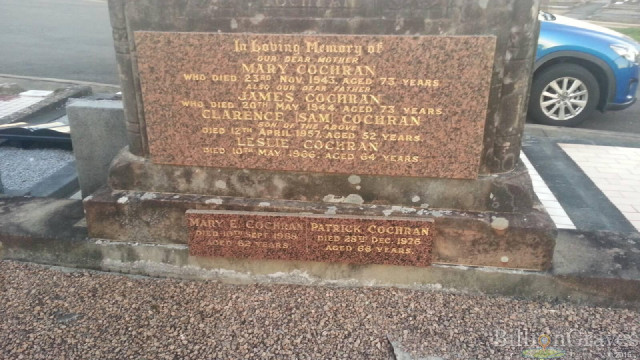 In Loving Memory of
OUR DEAR MOTHER
MARY COCHRAN
WHO DIED 23RD NOV. 1943, AGED 73 YEARS
ALSO OUR DEAR FATHER
JAMES COCHRAN
WHO DIED 20TH MAY 1944 AGED 73 YEARS
CLARENCE (SAM) COCHRAN
SON OF THE ABOVE
DIED 12TH APRIL 1957, AGED 52 YEARS.
LESLIE COCHRAN
DIED 10TH MAY 1966, AGED 64 YEARS.
MARY E. COCHRAN
DIED SEPT. 1969,
AGED 62 YEARS.
PATRICK COCHRAN
DIED 28TH DEC. 1976
AGED 68 YEARS.
BillionGraves